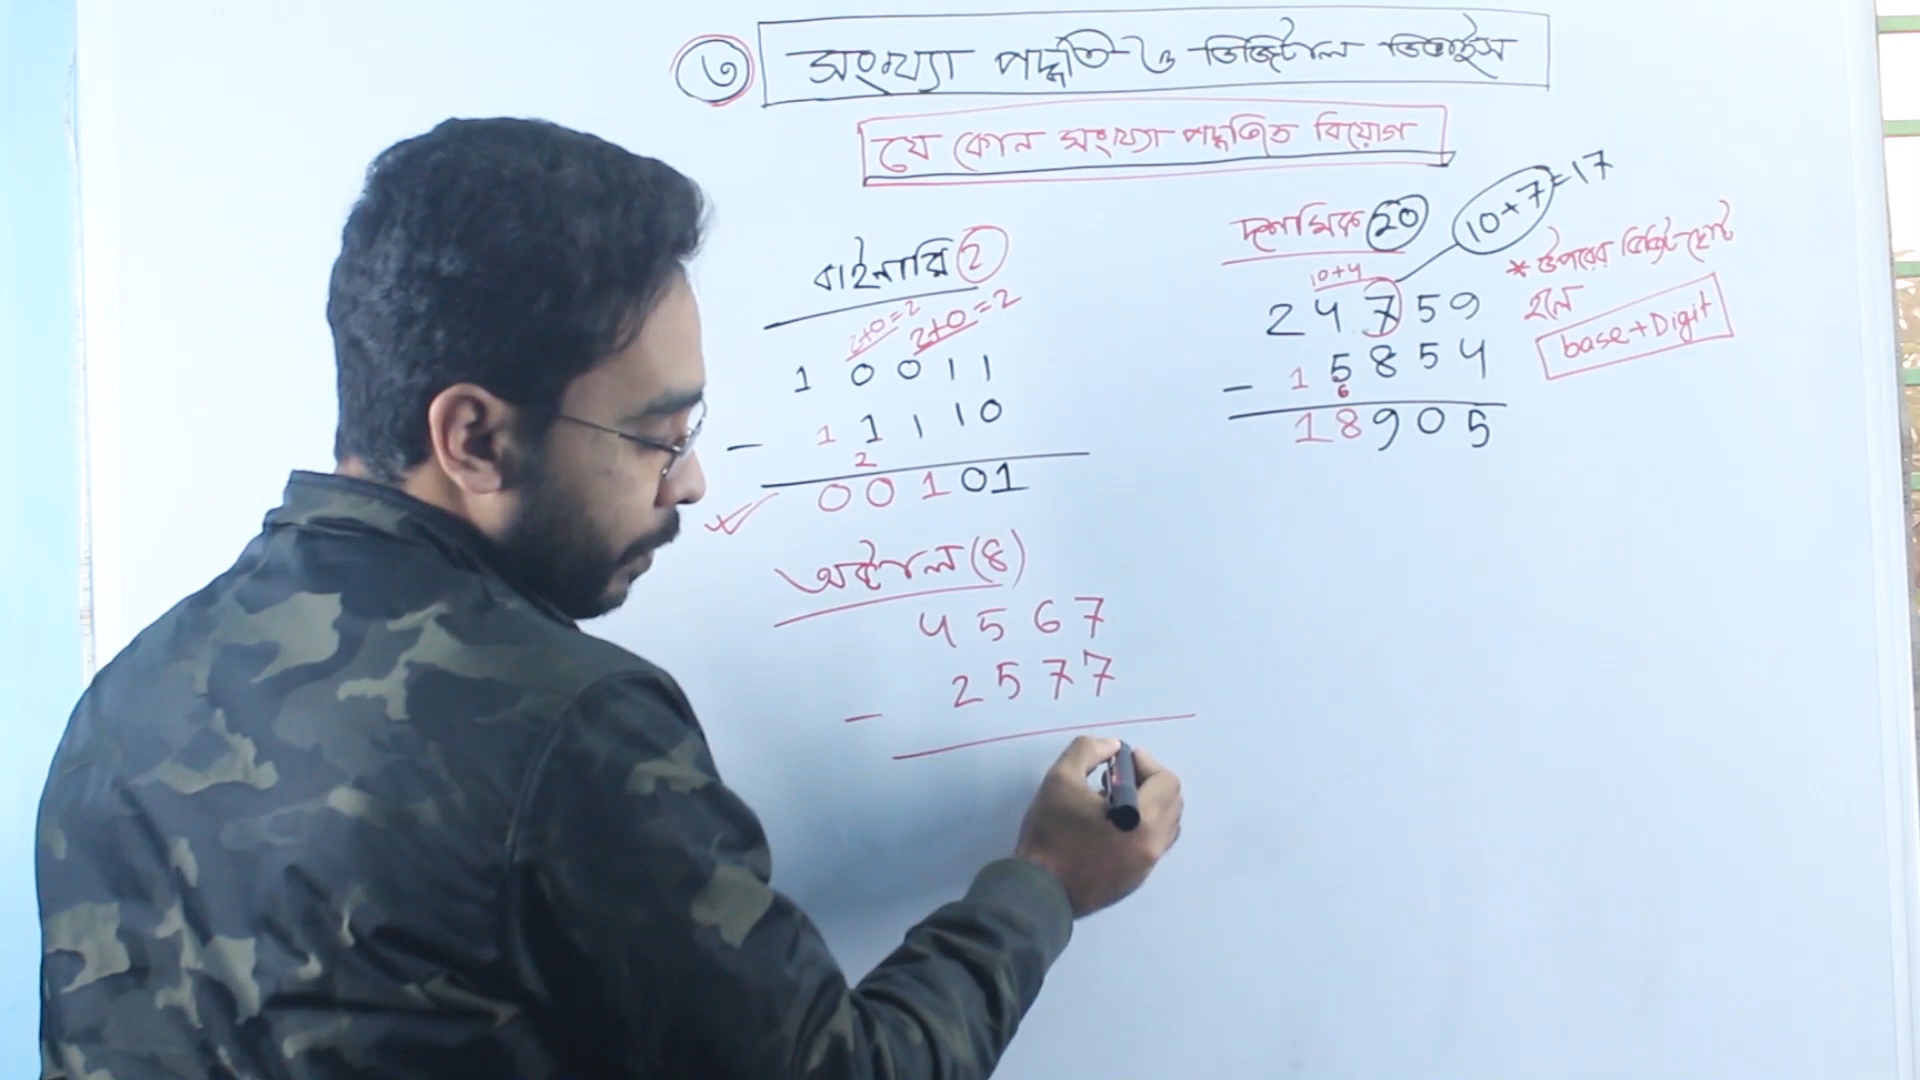 ৩ সংখ্যা পদ্ধতি ও ডিজিটাল ডিভাইস
যে কোন সংখ্যা পদ্ধতিতে বিয়োগ
বাইনারি 2
2+0=2 2+0=2
1 0 0 1 1
1 1 1 1 0
2
-
0 0 1 0 1
অক্টাল (8)
4 5 6 7
2 5 7 7
-
দশমিক 10
10+7=17
10+4
2 4 7 5 9
1 5 8 5 4
6
-
1 8 9 0 5
* উপরের ডিজিট ছোট
হলে
base+Digit